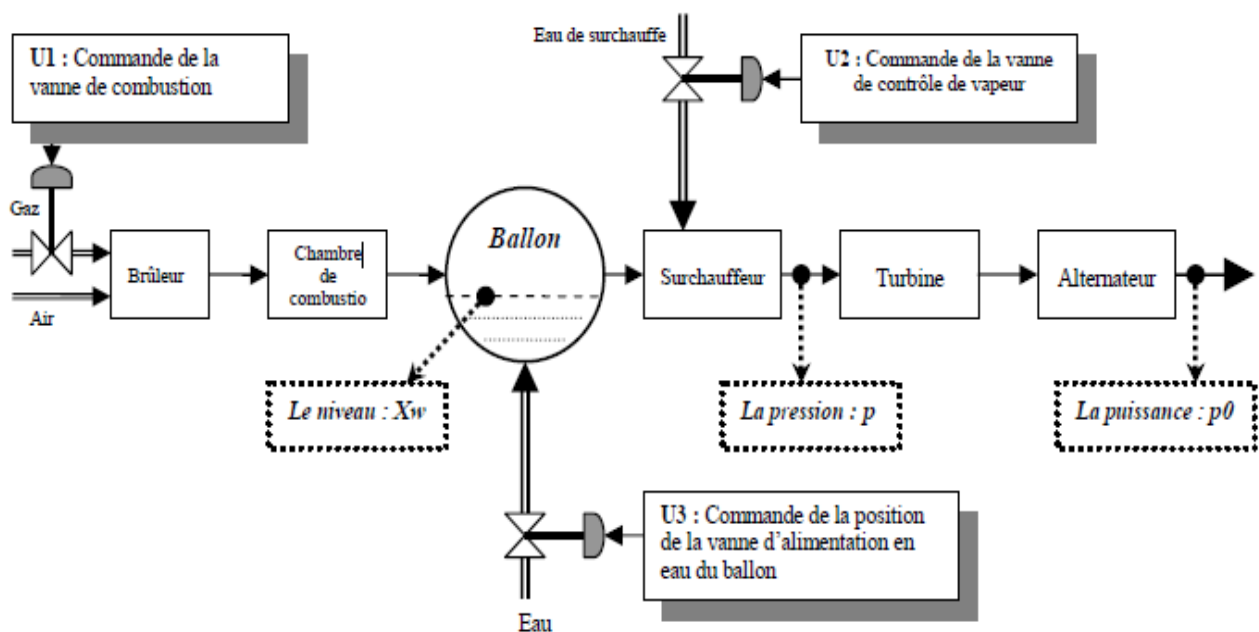 U1 : Commande de la
vanne de combustion
Eau de surchauffe
U2 : Commande de la vanne
de contrôle de vapeur
Gaz
Air
Brûleur
Chambre
de
combustio
Ballon
Surchauffeur
Turbine
Alternateur
Le niveau : Xw
La pression : p
La puissance : p0
U3 : Commande de la position
de la vanne d’alimentation en
eau du ballon
Eau